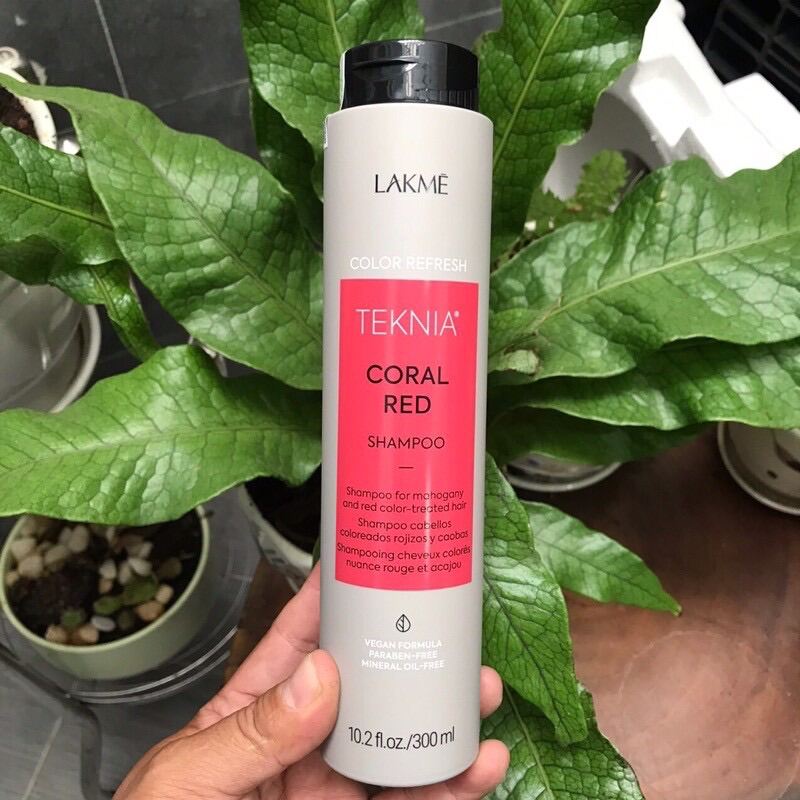 LAKMĒ
COLOR REFRESH
TEKNIA®
CORAL
RED
SHAMPOO
Shampoo for mahogany
and red color-treated hair
Shampoo cabellos
coloreados rojizos y caobas
Shampooing cheveux colorés
nuance rouge et acajou
VEGAN FORMULA
PARABEN-FREE
MINERAL OIL-FREE
10.2 fl.oz./300 ml